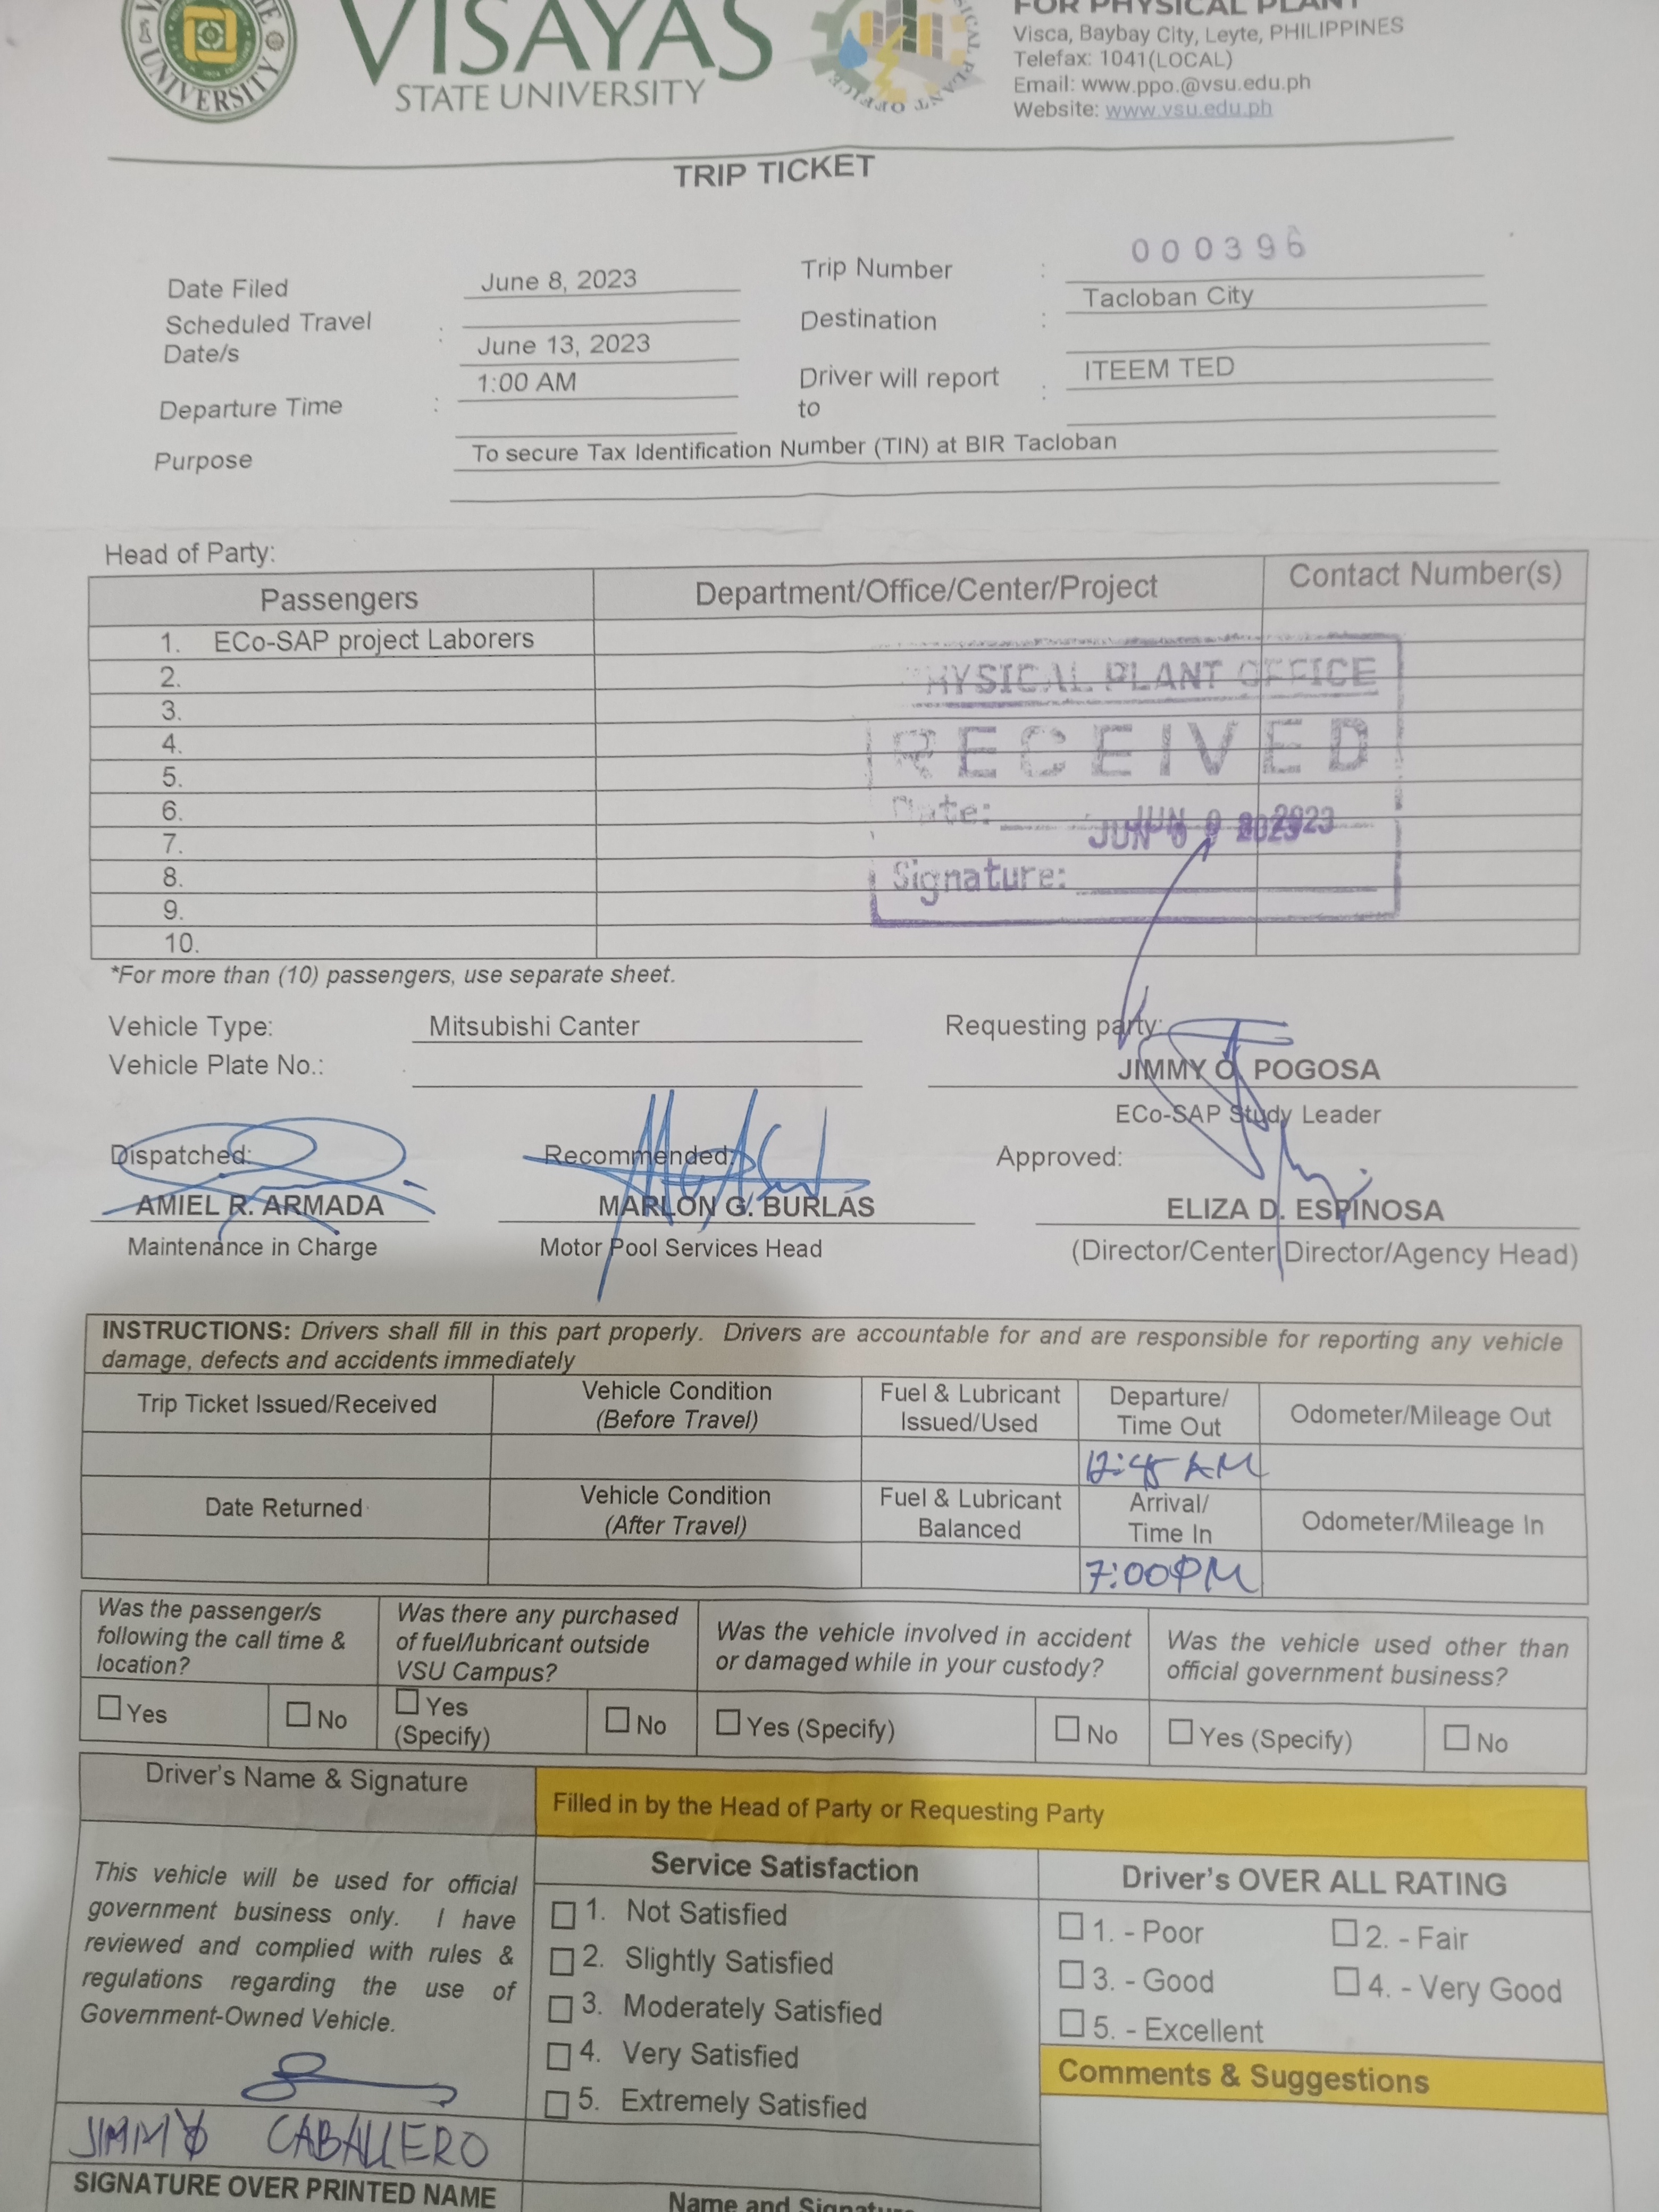 VISAYAS
STATE UNIVERSITY
UNIVERSITY
FOR PHYSICAL PLANT
Visca, Baybay City, Leyte, PHILIPPINES
Telefax: 1041(LOCAL)
Email: www.ppo.@vsu.edu.ph
Website: www.vsu.edu.ph
TRIP TICKET
Date Filed June 8, 2023 Trip Number : 000396
Scheduled Travel Date/s : June 13, 2023 Destination : Tacloban City
Departure Time : 1:00 AM Driver will report to : ITEEM TED
Purpose To secure Tax Identification Number (TIN) at BIR Tacloban
Head of Party:
Passengers Department/Office/Center/Project Contact Number(s)
1. ECo-SAP project Laborers
2.
3.
4.
5.
6.
7.
8.
9.
10.
PHYSICAL PLANT OFFICE
RECEIVED
Date: JUN 2023
Signature:
*For more than (10) passengers, use separate sheet.
Vehicle Type: Mitsubishi Canter Requesting party:
Vehicle Plate No.: JIMMY O. POGOSA
ECo-SAP Study Leader
Dispatched: Recommended: Approved:
AMIEL R. ARMADA MARLON G. BURLAS ELIZA D. ESPINOSA
Maintenance in Charge Motor Pool Services Head (Director/Center Director/Agency Head)
INSTRUCTIONS: Drivers shall fill in this part properly. Drivers are accountable for and are responsible for reporting any vehicle
damage, defects and accidents immediately
Trip Ticket Issued/Received Vehicle Condition (Before Travel) Fuel & Lubricant Issued/Used Departure/ Time Out Odometer/Mileage Out
12:45 AM
Date Returned Vehicle Condition (After Travel) Fuel & Lubricant Balanced Arrival/ Time In Odometer/Mileage In
7:00PM
Was the passenger/s following the call time & location? Was there any purchased of fuel/lubricant outside VSU Campus? Was the vehicle involved in accident or damaged while in your custody? Was the vehicle used other than official government business?
Yes No Yes (Specify) No Yes (Specify) No Yes (Specify) No
Driver's Name & Signature
Filled in by the Head of Party or Requesting Party
This vehicle will be used for official
government business only. I have
reviewed and complied with rules &
regulations regarding the use of
Government-Owned Vehicle.
JIMMY CABALLERO
SIGNATURE OVER PRINTED NAME
Service Satisfaction
1. Not Satisfied
2. Slightly Satisfied
3. Moderately Satisfied
4. Very Satisfied
5. Extremely Satisfied
Name and
Driver's OVER ALL RATING
1. - Poor 2. - Fair
3. - Good 4. - Very Good
5. - Excellent
Comments & Suggestions